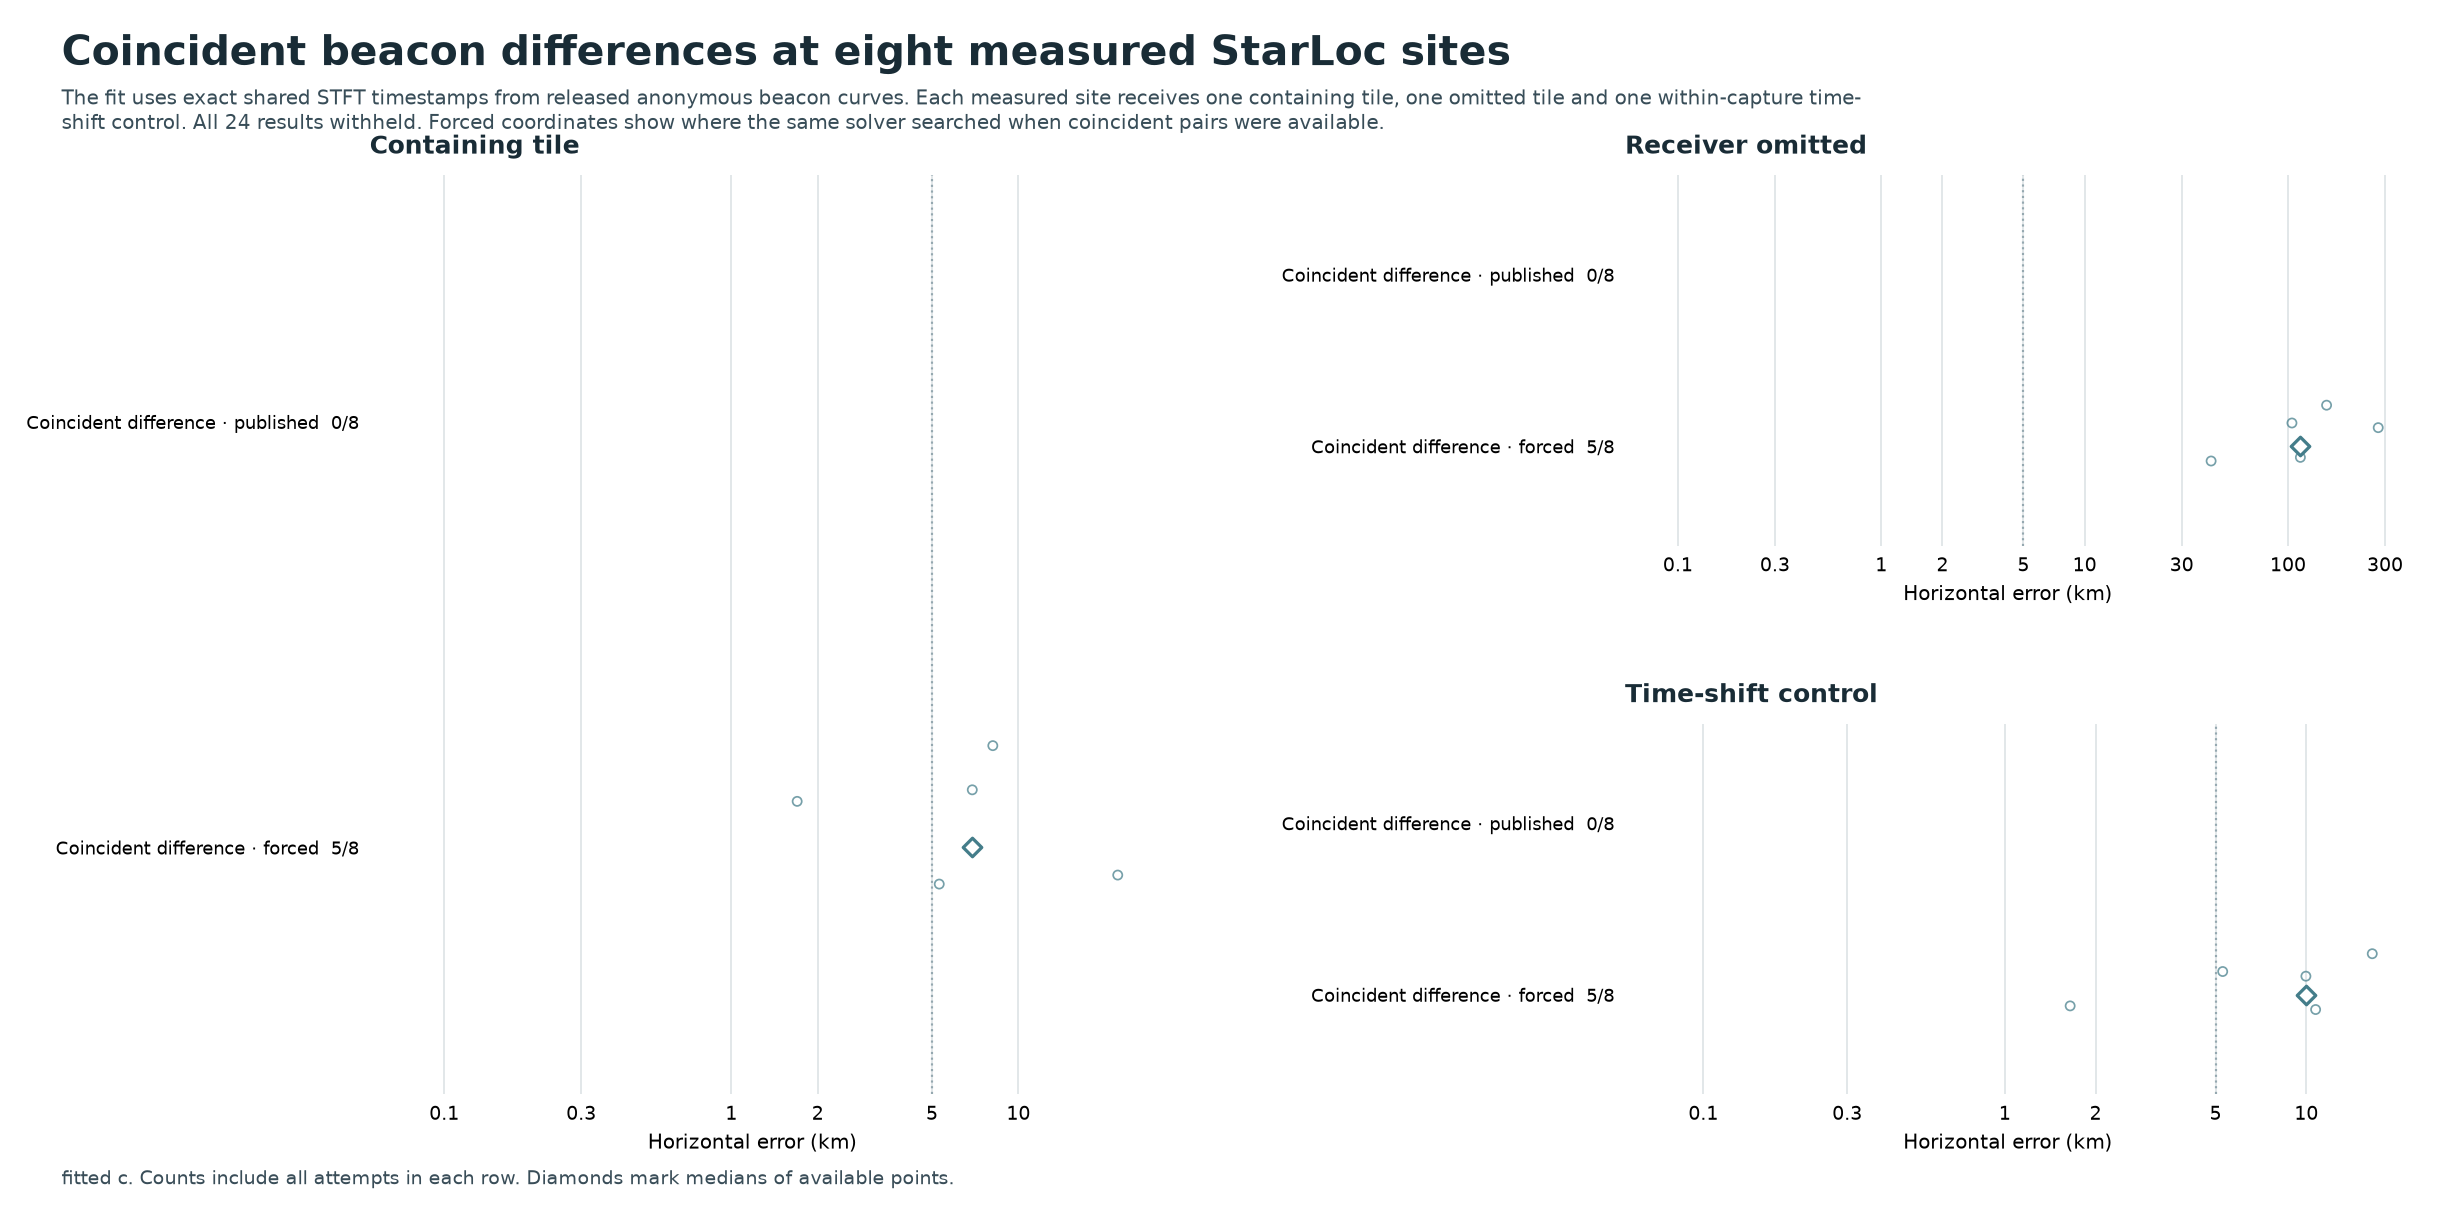 Coincident beacon differences at eight measured StarLoc sites
The fit uses exact shared STFT timestamps from released anonymous beacon curves. Each measured site receives one containing tile, one omitted tile and one within-capture time-
shift control. All 24 results withheld. Forced coordinates show where the same solver searched when coincident pairs were available.
Containing tile
Coincident difference · published 0/8
Coincident difference · forced 5/8
0.1 0.3 1 2 5 10
Horizontal error (km)
Receiver omitted
Coincident difference · published 0/8
Coincident difference · forced 5/8
0.1 0.3 1 2 5 10 30 100 300
Horizontal error (km)
Time-shift control
Coincident difference · published 0/8
Coincident difference · forced 5/8
0.1 0.3 1 2 5 10
Horizontal error (km)
fitted c. Counts include all attempts in each row. Diamonds mark medians of available points.